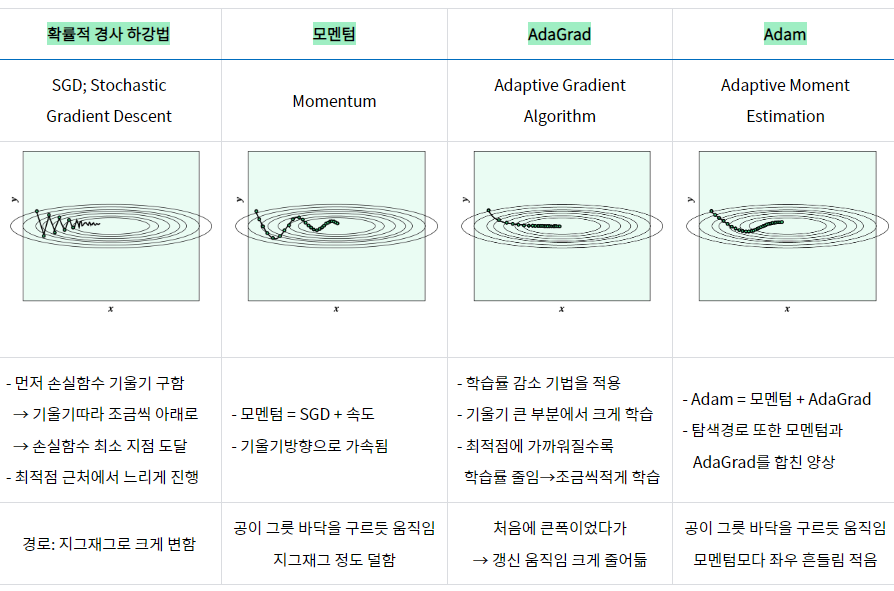 확률적 경사 하강법
모멘텀
AdaGrad
Adam
SGD; Stochastic
Gradient Descent
Momentum
Adaptive Gradient
Algorithm
Adaptive Moment
Estimation
y
x
y
x
y
x
y
x
- 먼저 손실함수 기울기 구함
→ 기울기따라 조금씩 아래로
→ 손실함수 최소 지점 도달
- 최적점 근처에서 느리게 진행
- 모멘텀 = SGD + 속도
- 기울기방향으로 가속됨
- 학습률 감소 기법을 적용
- 기울기 큰 부분에서 크게 학습
- 최적점에 가까워질수록
학습률 줄임→조금씩적게 학습
- Adam = 모멘텀 + AdaGrad
- 탐색경로 또한 모멘텀과
AdaGrad를 합친 양상
경로: 지그재그로 크게 변함
공이 그릇 바닥을 구르듯 움직임
지그재그 정도 덜함
처음에 큰폭이었다가
→ 갱신 움직임 크게 줄어듦
공이 그릇 바닥을 구르듯 움직임
모멘텀모다 좌우 흔들림 적음